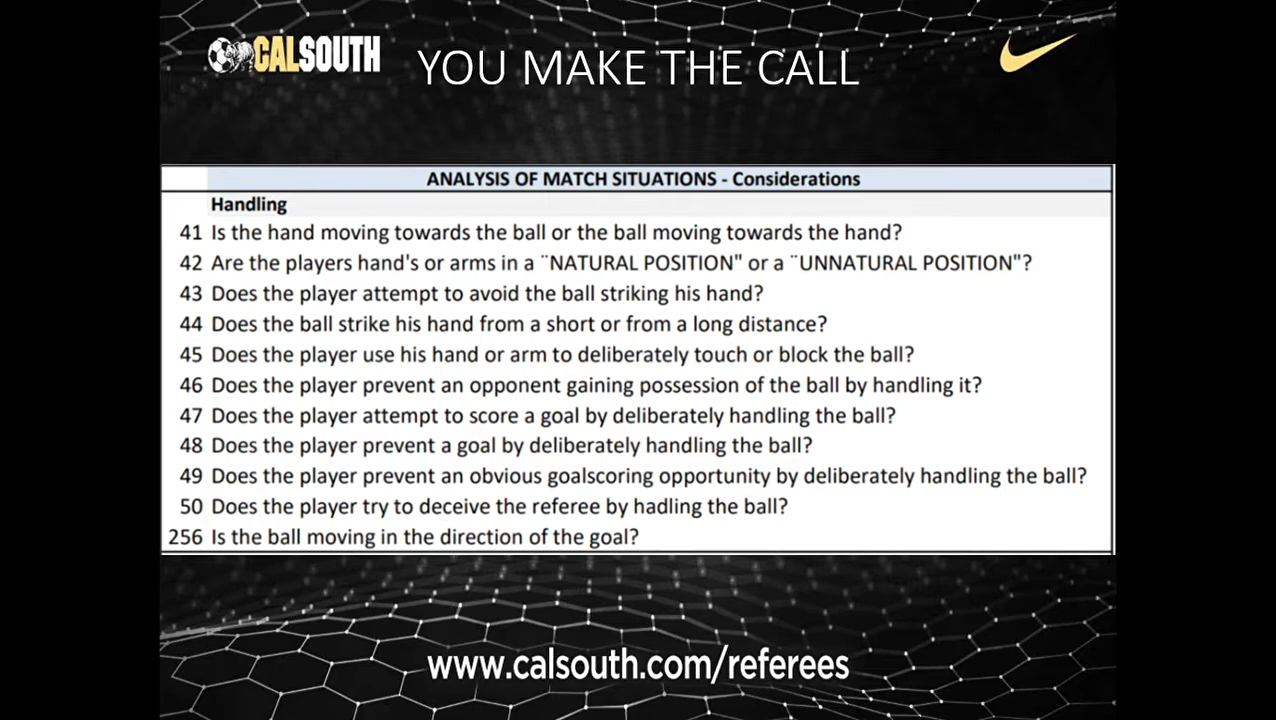 CALSOUTH YOU MAKE THE CALL
ANALYSIS OF MATCH SITUATIONS - Considerations
Handling
41 Is the hand moving towards the ball or the ball moving towards the hand?
42 Are the players hand's or arms in a ¨NATURAL POSITION" or a ¨UNNATURAL POSITION"?
43 Does the player attempt to avoid the ball striking his hand?
44 Does the ball strike his hand from a short or from a long distance?
45 Does the player use his hand or arm to deliberately touch or block the ball?
46 Does the player prevent an opponent gaining possession of the ball by handling it?
47 Does the player attempt to score a goal by deliberately handling the ball?
48 Does the player prevent a goal by deliberately handling the ball?
49 Does the player prevent an obvious goalscoring opportunity by deliberately handling the ball?
50 Does the player try to deceive the referee by hadling the ball?
256 Is the ball moving in the direction of the goal?
www.calsouth.com/referees